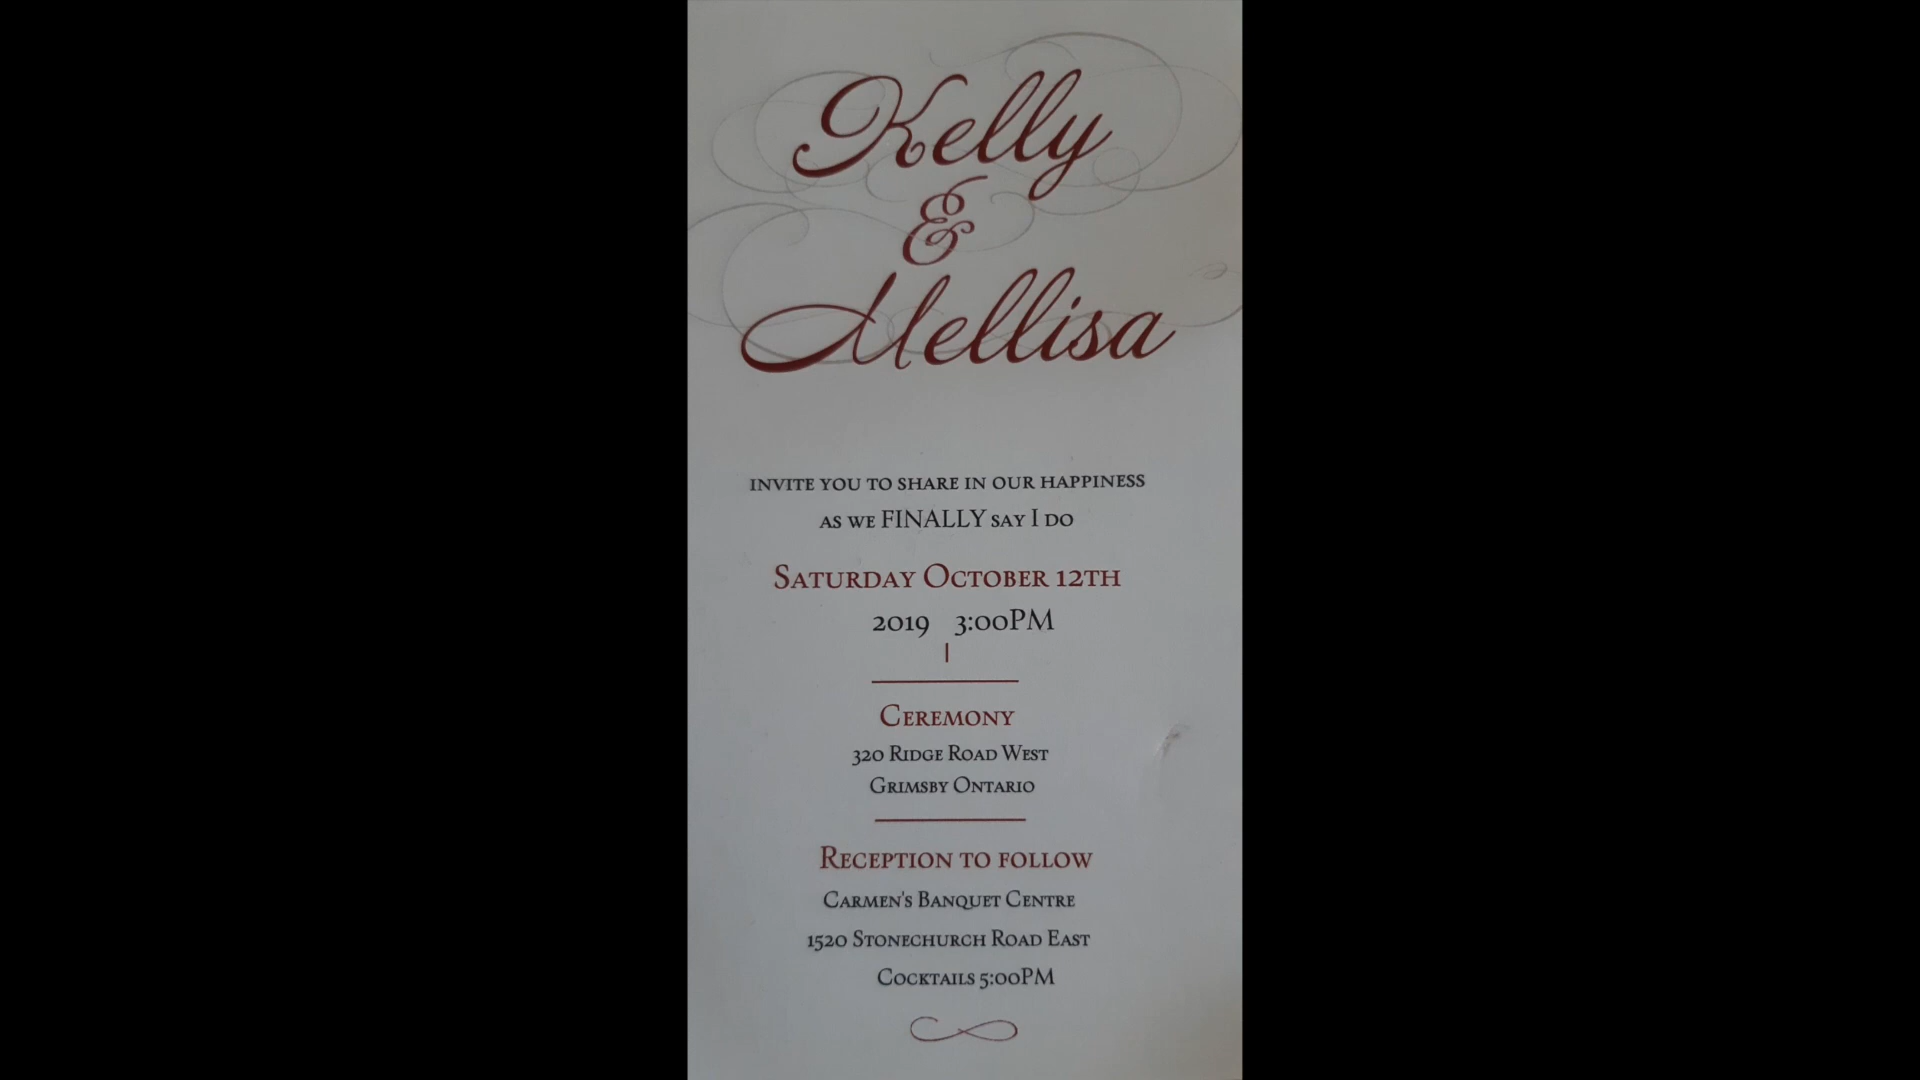 Kelly
&
Mellisa
INVITE YOU TO SHARE IN OUR HAPPINESS
AS WE FINALLY SAY I DO
SATURDAY OCTOBER 12TH
2019 3:00PM
CEREMONY
320 RIDGE ROAD WEST
GRIMSBY ONTARIO
RECEPTION TO FOLLOW
CARMEN'S BANQUET CENTRE
1520 STONECHURCH ROAD EAST
COCKTAILS 5:00PM